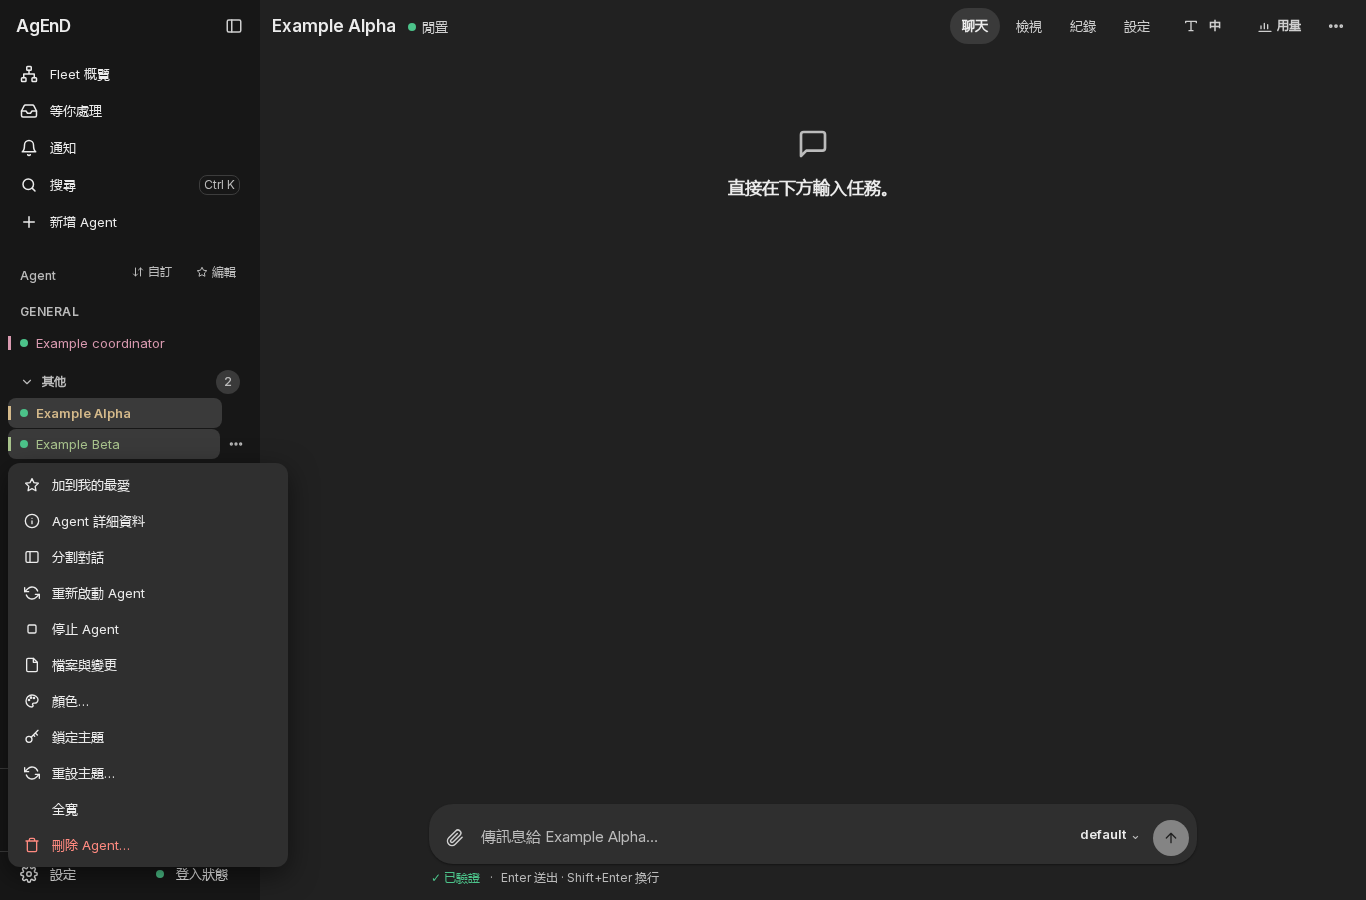 AgEnD
Fleet 概覽
等你處理
通知
搜尋 Ctrl K
新增 Agent
Agent 自訂 編輯
GENERAL
Example coordinator
其他 2
Example Alpha
Example Beta
加到我的最愛
Agent 詳細資料
分割對話
重新啟動 Agent
停止 Agent
檔案與變更
顏色…
鎖定主題
重設主題…
全寬
刪除 Agent…
設定 登入狀態
Example Alpha 閒置
聊天 檢視 紀錄 設定 中 用量
直接在下方輸入任務。
傳訊息給 Example Alpha… default
✓ 已驗證 · Enter 送出 · Shift+Enter 換行